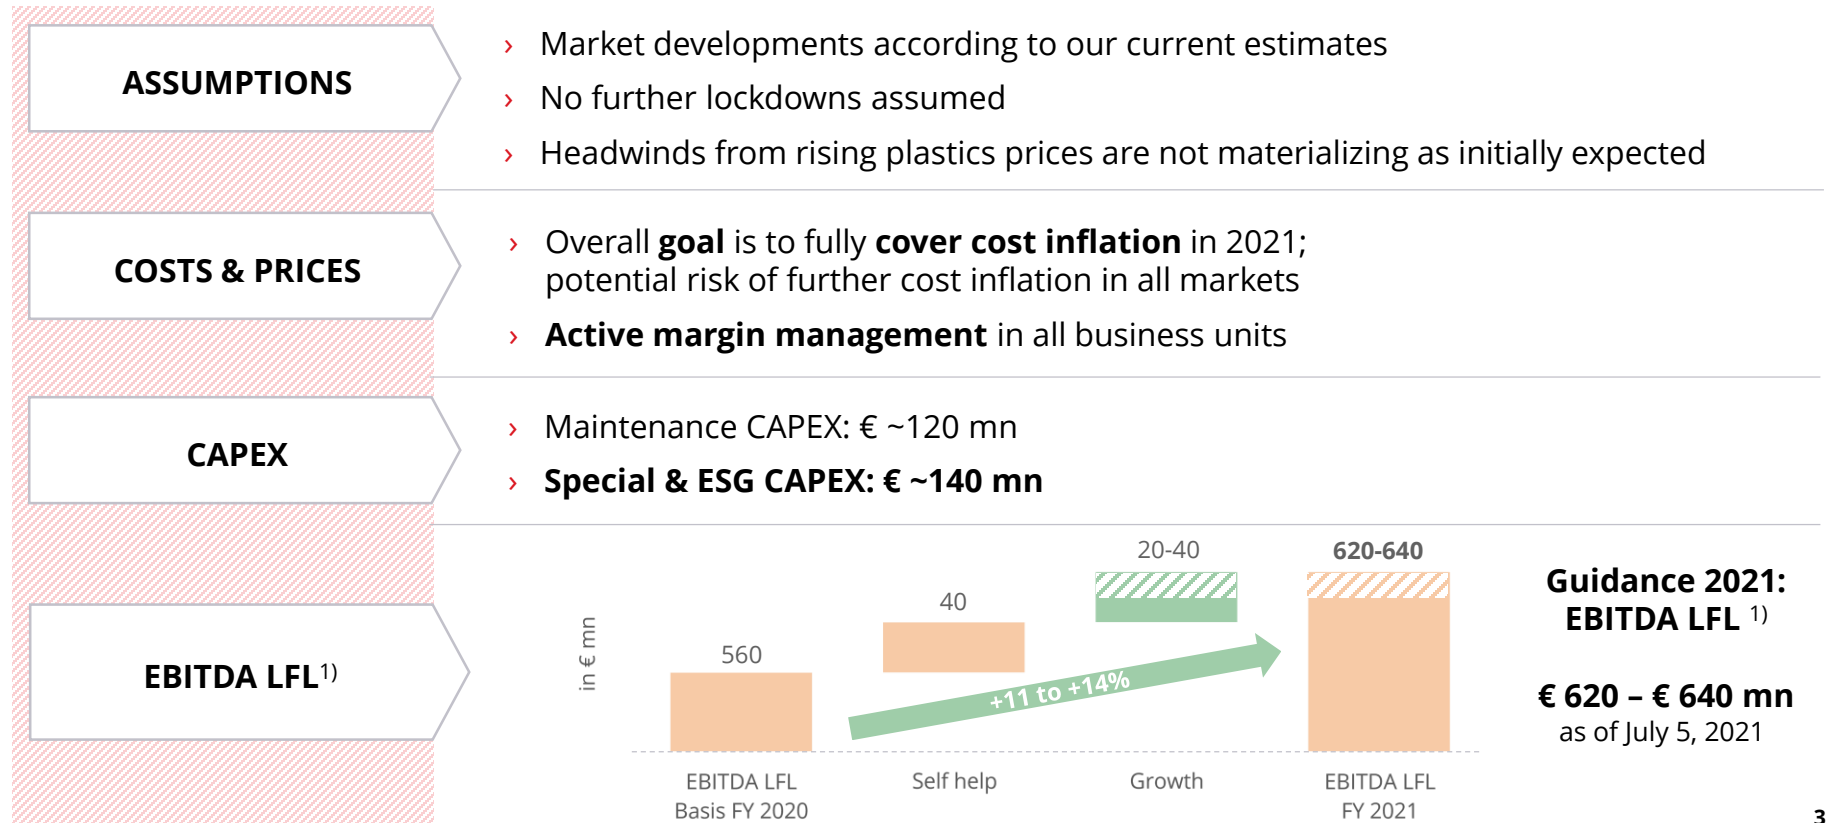 ASSUMPTIONS
› Market developments according to our current estimates
› No further lockdowns assumed
› Headwinds from rising plastics prices are not materializing as initially expected
COSTS & PRICES
› Overall goal is to fully cover cost inflation in 2021;
potential risk of further cost inflation in all markets
› Active margin management in all business units
CAPEX
› Maintenance CAPEX: € ~120 mn
› Special & ESG CAPEX: € ~140 mn
EBITDA LFL1)
in € mn
560
40
20-40
620-640
+11 to +14%
EBITDA LFL
Basis FY 2020
Self help
Growth
EBITDA LFL
FY 2021
Guidance 2021:
EBITDA LFL 1)
€ 620 – € 640 mn
as of July 5, 2021
3